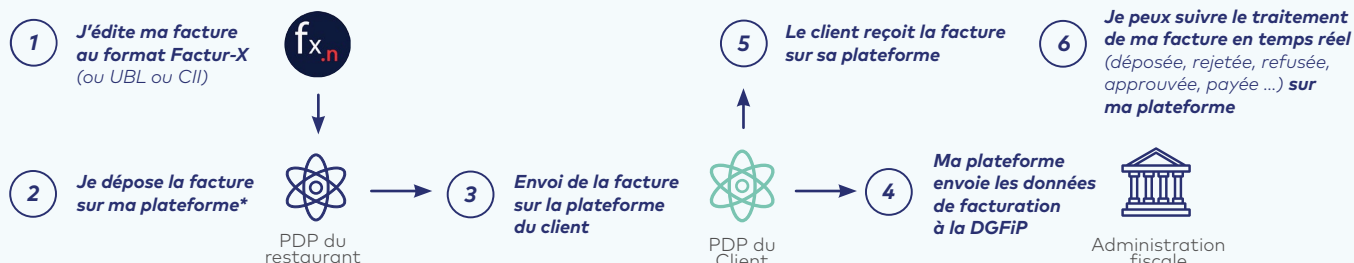 1
J'édite ma facture
au format Factur-X
(ou UBL ou CII)
fx.n
2
Je dépose la facture
sur ma plateforme*
PDP du
restaurant
3
Envoi de la facture
sur la plateforme
du client
PDP du
Client
4
Ma plateforme
envoie les données
de facturation
à la DGFiP
Administration
fiscale
5
Le client reçoit la facture
sur sa plateforme
6
Je peux suivre le traitement
de ma facture en temps réel
(déposée, rejetée, refusée,
approuvée, payée ...) sur
ma plateforme